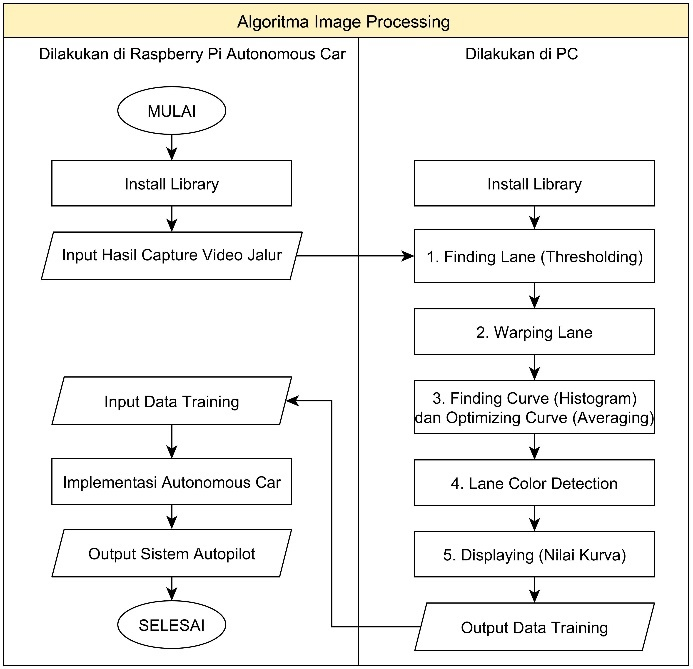 Algoritma Image Processing
Dilakukan di Raspberry Pi Autonomous Car
MULAI
Install Library
Input Hasil Capture Video Jalur
Input Data Training
Implementasi Autonomous Car
Output Sistem Autopilot
SELESAI
Dilakukan di PC
Install Library
1. Finding Lane (Thresholding)
2. Warping Lane
3. Finding Curve (Histogram)
dan Optimizing Curve (Averaging)
4. Lane Color Detection
5. Displaying (Nilai Kurva)
Output Data Training